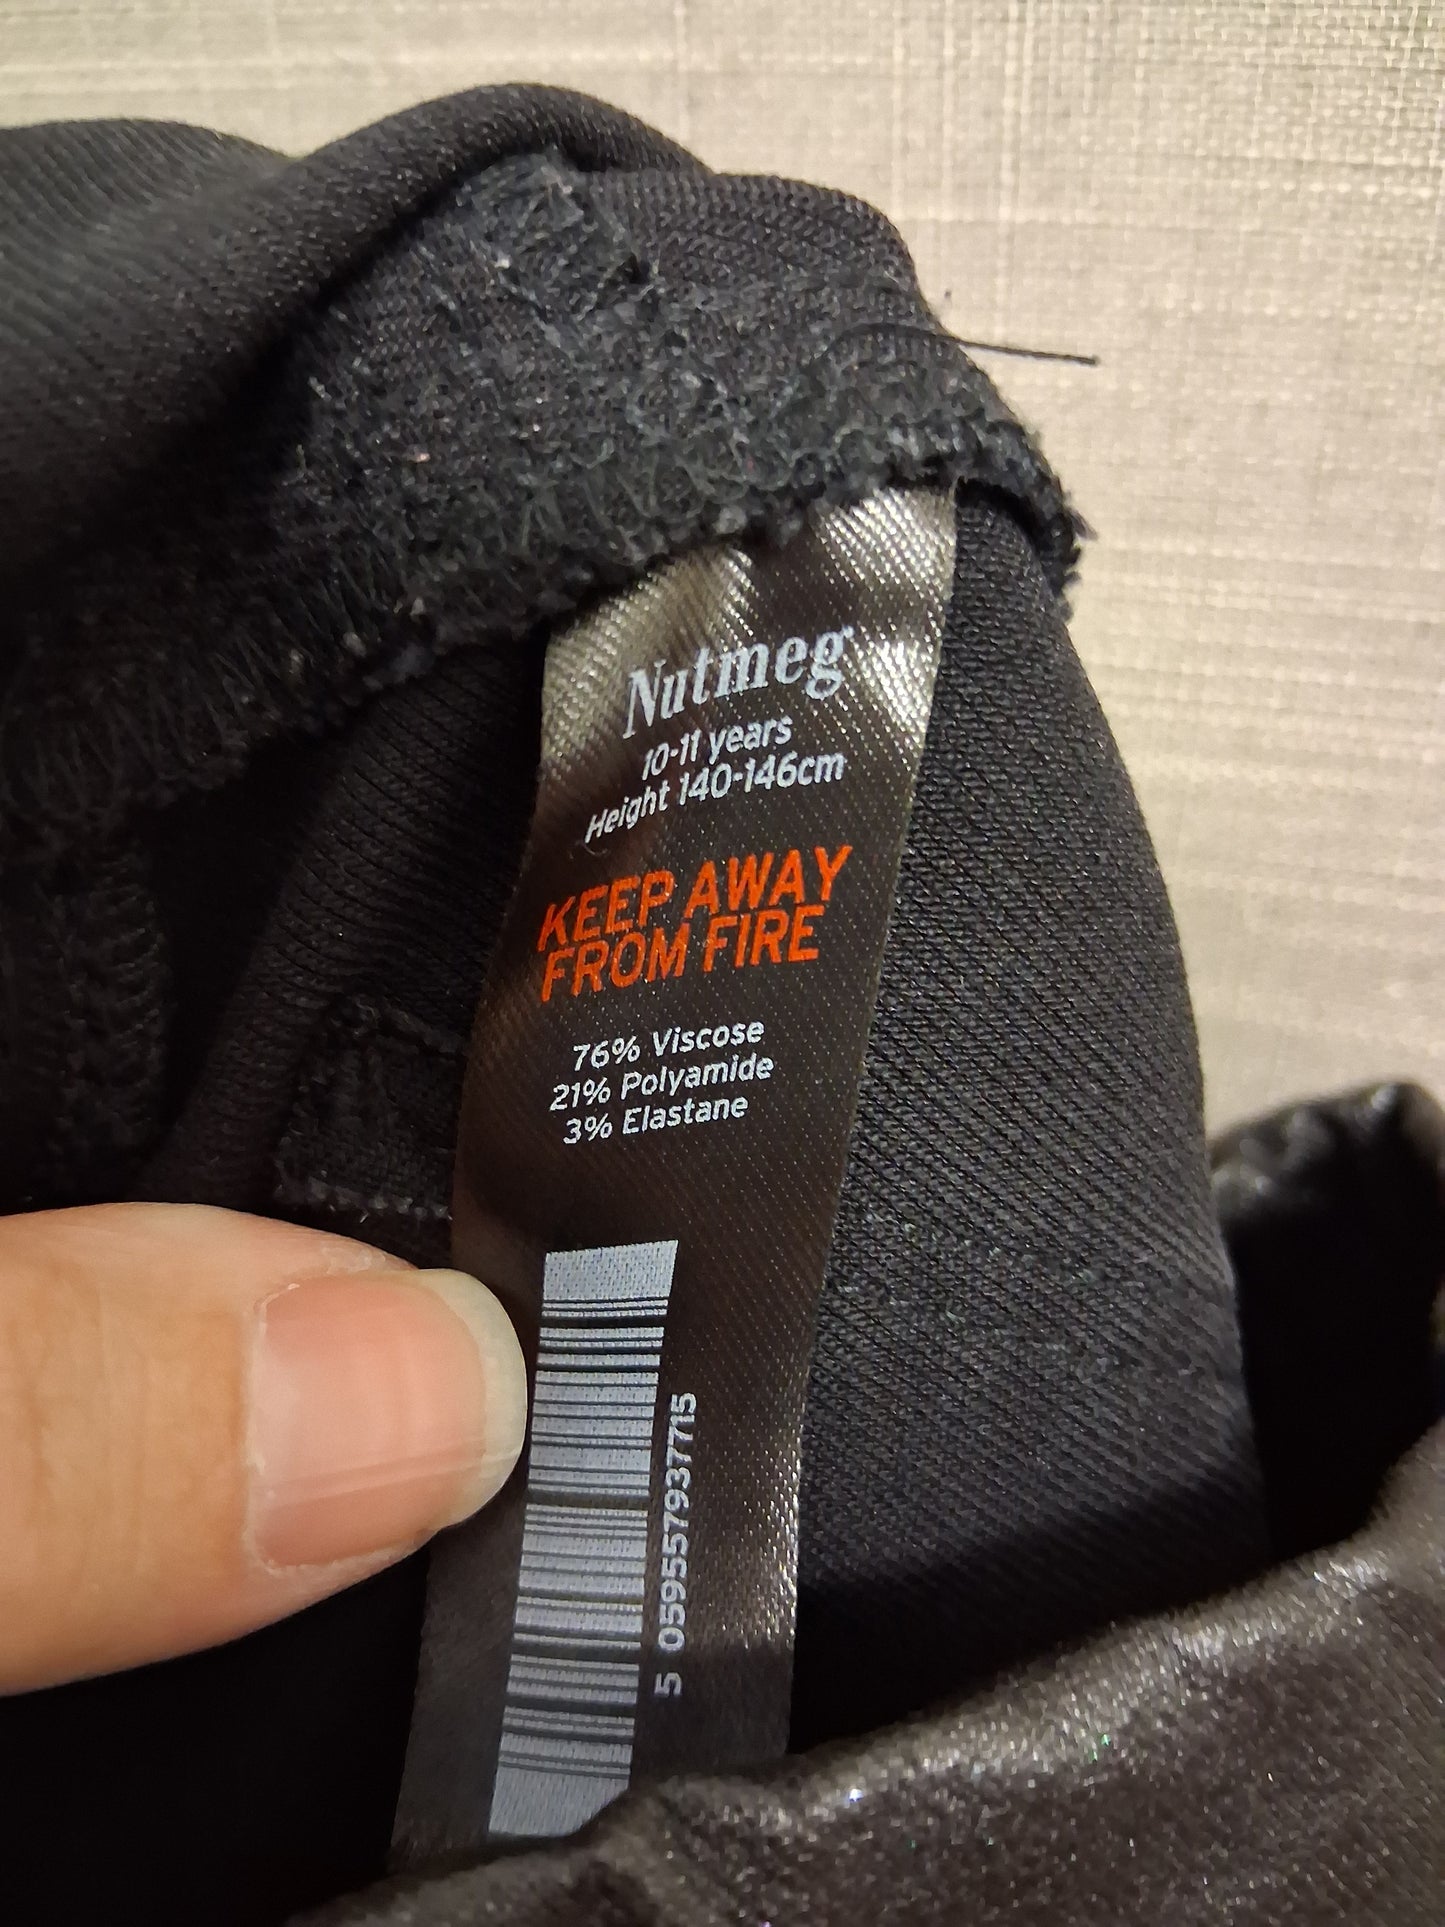 Nutmeg
10-11 years
Height 140-146cm
KEEP AWAY
FROM FIRE
76% Viscose
21% Polyamide
3% Elastane
5 059557937715